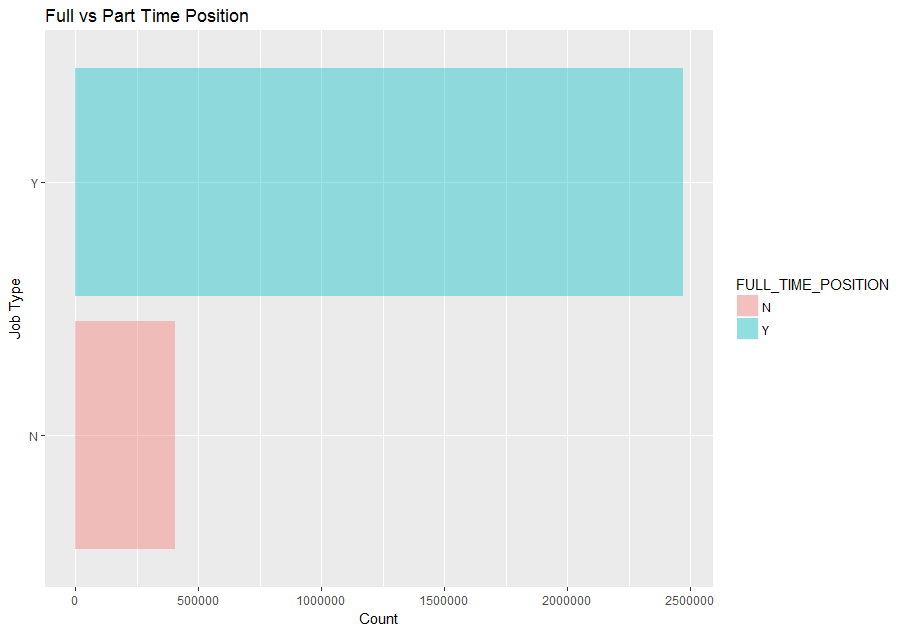 Full vs Part Time Position
Y
N
Job Type
0 500000 1000000 1500000 2000000 2500000
Count
FULL_TIME_POSITION
N
Y